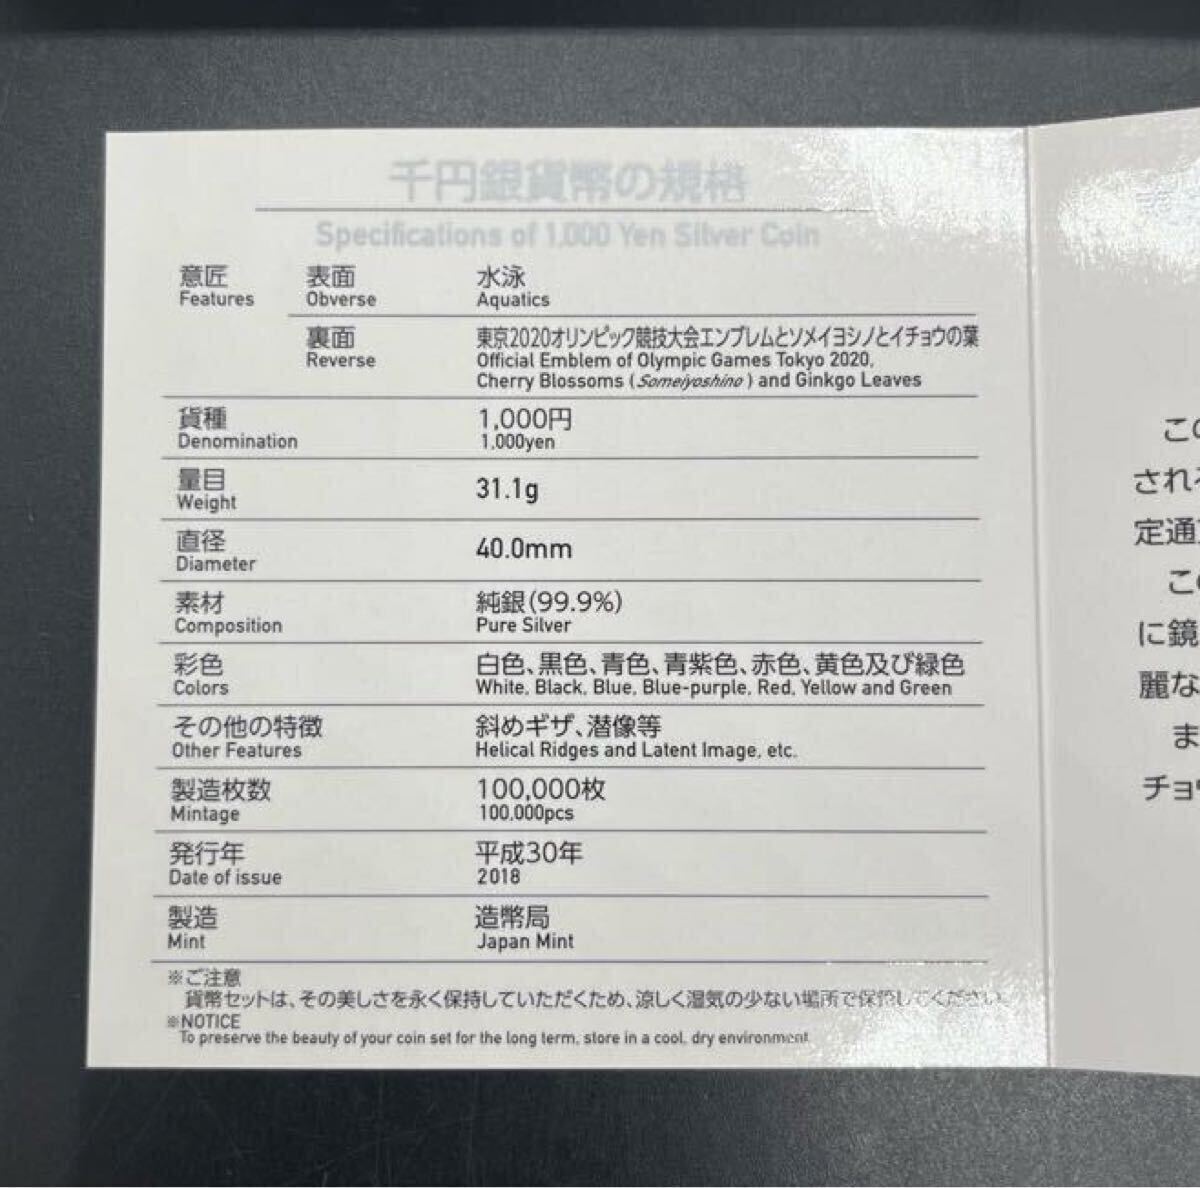 千円銀貨幣の規格
Specifications of 1,000 Yen Silver Coin
意匠 表面 水泳
Features Obverse Aquatics
裏面 東京2020オリンピック競技大会エンブレムとソメイヨシノとイチョウの葉
Reverse Official Emblem of Olympic Games Tokyo 2020,
Cherry Blossoms (Someiyoshino) and Ginkgo Leaves
貨種 1,000円
Denomination 1,000yen
量目 31.1g
Weight
直径 40.0mm
Diameter
素材 純銀(99.9%)
Composition Pure Silver
彩色 白色、黒色、青色、青紫色、赤色、黄色及び緑色
Colors White, Black, Blue, Blue-purple, Red, Yellow and Green
その他の特徴 斜めギザ、潜像等
Other Features Helical Ridges and Latent Image, etc.
製造枚数 100,000枚
Mintage 100,000pcs
発行年 平成30年
Date of issue 2018
製造 造幣局
Mint Japan Mint
※ご注意
貨幣セットは、その美しさを永く保持していただくため、涼しく湿気の少ない場所で保管してください。
※NOTICE
To preserve the beauty of your coin set for the long term, store in a cool, dry environment.
この
される
定通
この
に鏡
麗な
ま
チョウ